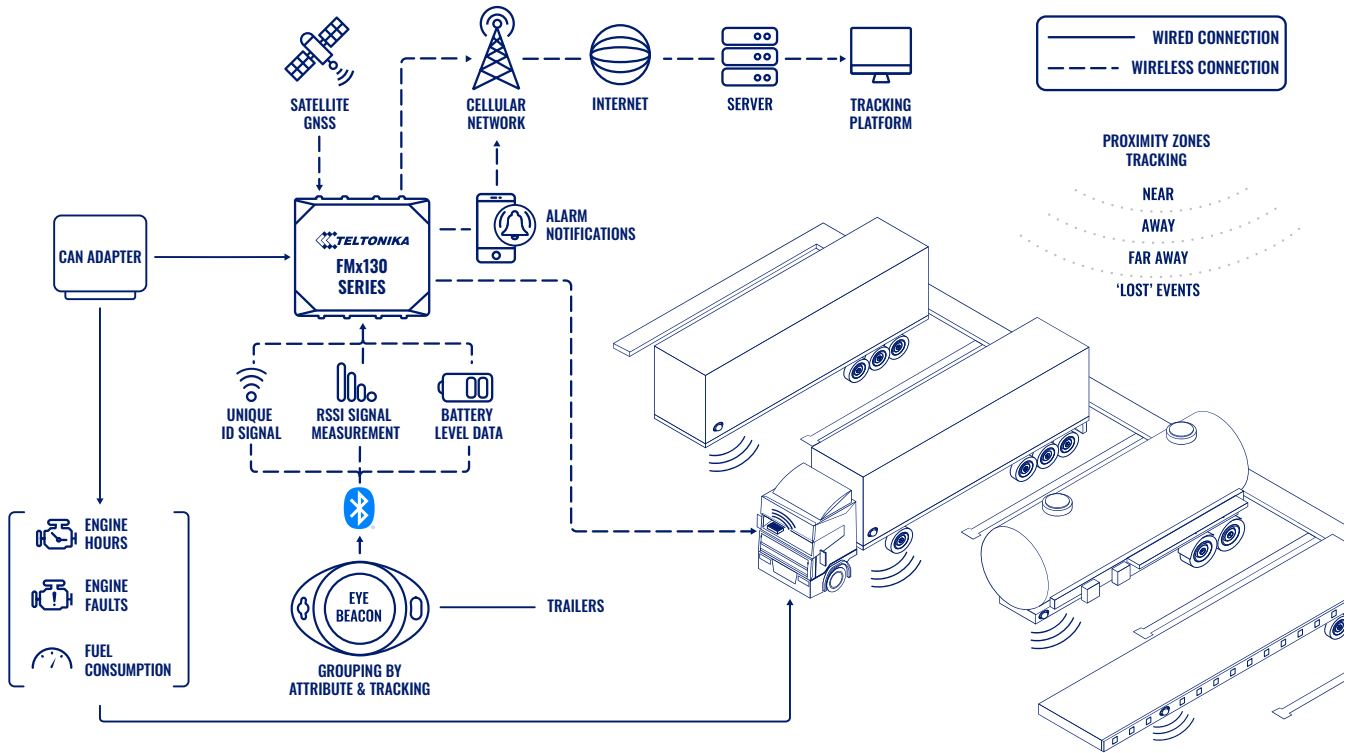 SATELLITE
GNSS
CELLULAR
NETWORK
INTERNET
SERVER
TRACKING
PLATFORM
WIRED CONNECTION
WIRELESS CONNECTION
PROXIMITY ZONES
TRACKING
NEAR
AWAY
FAR AWAY
‘LOST’ EVENTS
CAN ADAPTER
TELTONIKA
FMx130
SERIES
ALARM
NOTIFICATIONS
UNIQUE
ID SIGNAL
RSSI SIGNAL
MEASUREMENT
BATTERY
LEVEL DATA
ENGINE
HOURS
ENGINE
FAULTS
FUEL
CONSUMPTION
EYE
BEACON
TRAILERS
GROUPING BY
ATTRIBUTE & TRACKING